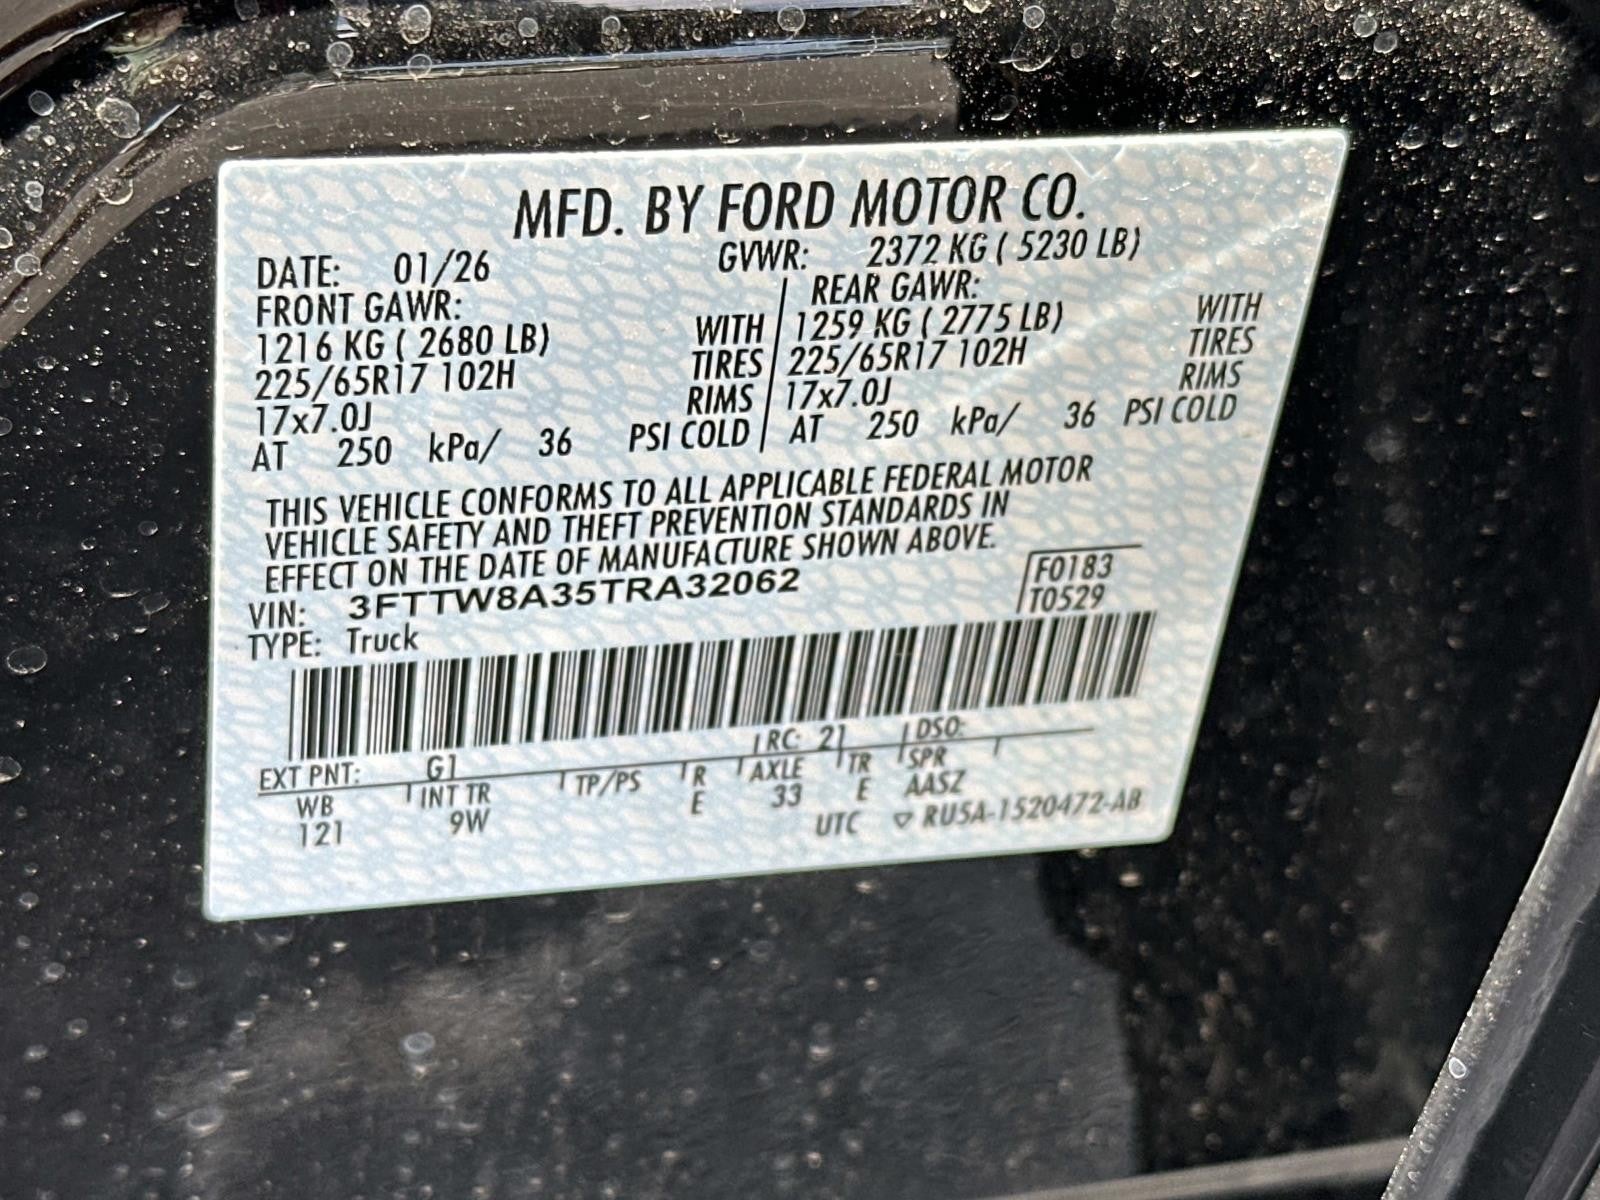 MFD. BY FORD MOTOR CO.
DATE: 01/26 GVWR: 2372 KG ( 5230 LB)
FRONT GAWR: REAR GAWR:
1216 KG ( 2680 LB) WITH 1259 KG ( 2775 LB) WITH
225/65R17 102H TIRES 225/65R17 102H TIRES
17x7.0J RIMS 17x7.0J RIMS
AT 250 kPa/ 36 PSI COLD AT 250 kPa/ 36 PSI COLD
THIS VEHICLE CONFORMS TO ALL APPLICABLE FEDERAL MOTOR
VEHICLE SAFETY AND THEFT PREVENTION STANDARDS IN
EFFECT ON THE DATE OF MANUFACTURE SHOWN ABOVE.
VIN: 3FTTW8A35TRA32062 F0183
TYPE: Truck T0529
EXT PNT: G1 RC: 21 DSO:
WB INT TR TP/PS R AXLE TR SPR
121 9W E 33 E AASZ
UTC ▽ RU5A-1520472-AB